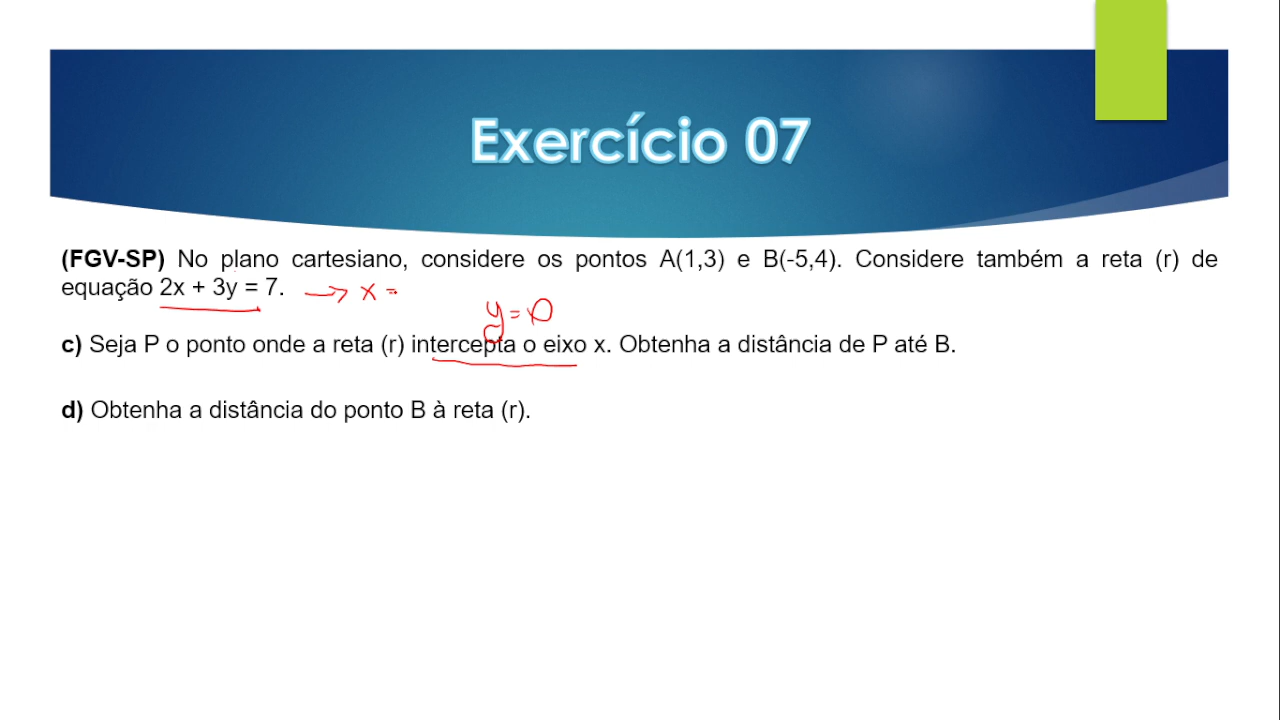 Exercício 07
(FGV-SP) No plano cartesiano, considere os pontos A(1,3) e B(-5,4). Considere também a reta (r) de
equação 2x + 3y = 7. → x =
y = 0
c) Seja P o ponto onde a reta (r) intercepta o eixo x. Obtenha a distância de P até B.
d) Obtenha a distância do ponto B à reta (r).